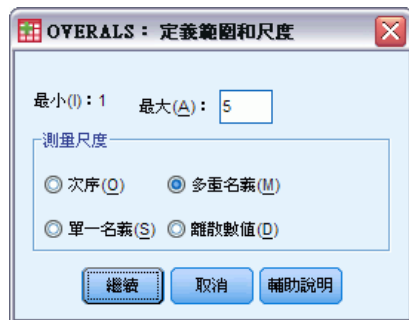 OVERALS： 定義範圍和尺度
最小(I)：1 最大(A)： 5
測量尺度
次序(O) 多重名義(M)
單一名義(S) 離散數值(D)
繼續 取消 輔助說明